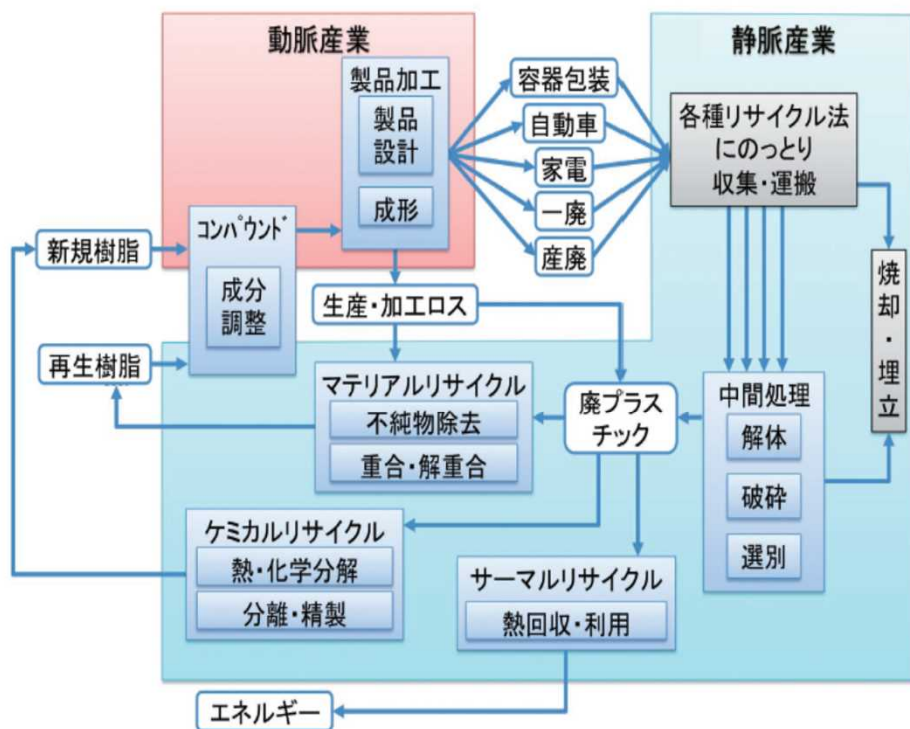 動脈産業
静脈産業
製品加工
製品
設計
成形
容器包装
自動車
家電
一廃
産廃
各種リサイクル法
にのっとり
収集・運搬
コンパウンド
成分
調整
新規樹脂
再生樹脂
生産・加工ロス
焼却・埋立
マテリアルリサイクル
不純物除去
重合・解重合
廃プラス
チック
中間処理
解体
破砕
選別
ケミカルリサイクル
熱・化学分解
分離・精製
サーマルリサイクル
熱回収・利用
エネルギー